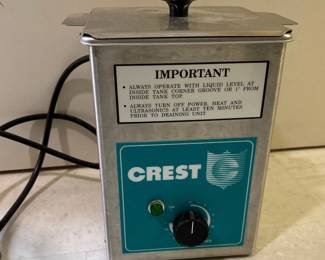 IMPORTANT
• ALWAYS OPERATE WITH LIQUID LEVEL AT
INSIDE TANK CORNER GROOVE OR 1" FROM
INSIDE TANK TOP
• ALWAYS TURN OFF POWER, HEAT AND
ULTRASONICS AT LEAST TEN MINUTES
PRIOR TO DRAINING UNIT
CREST